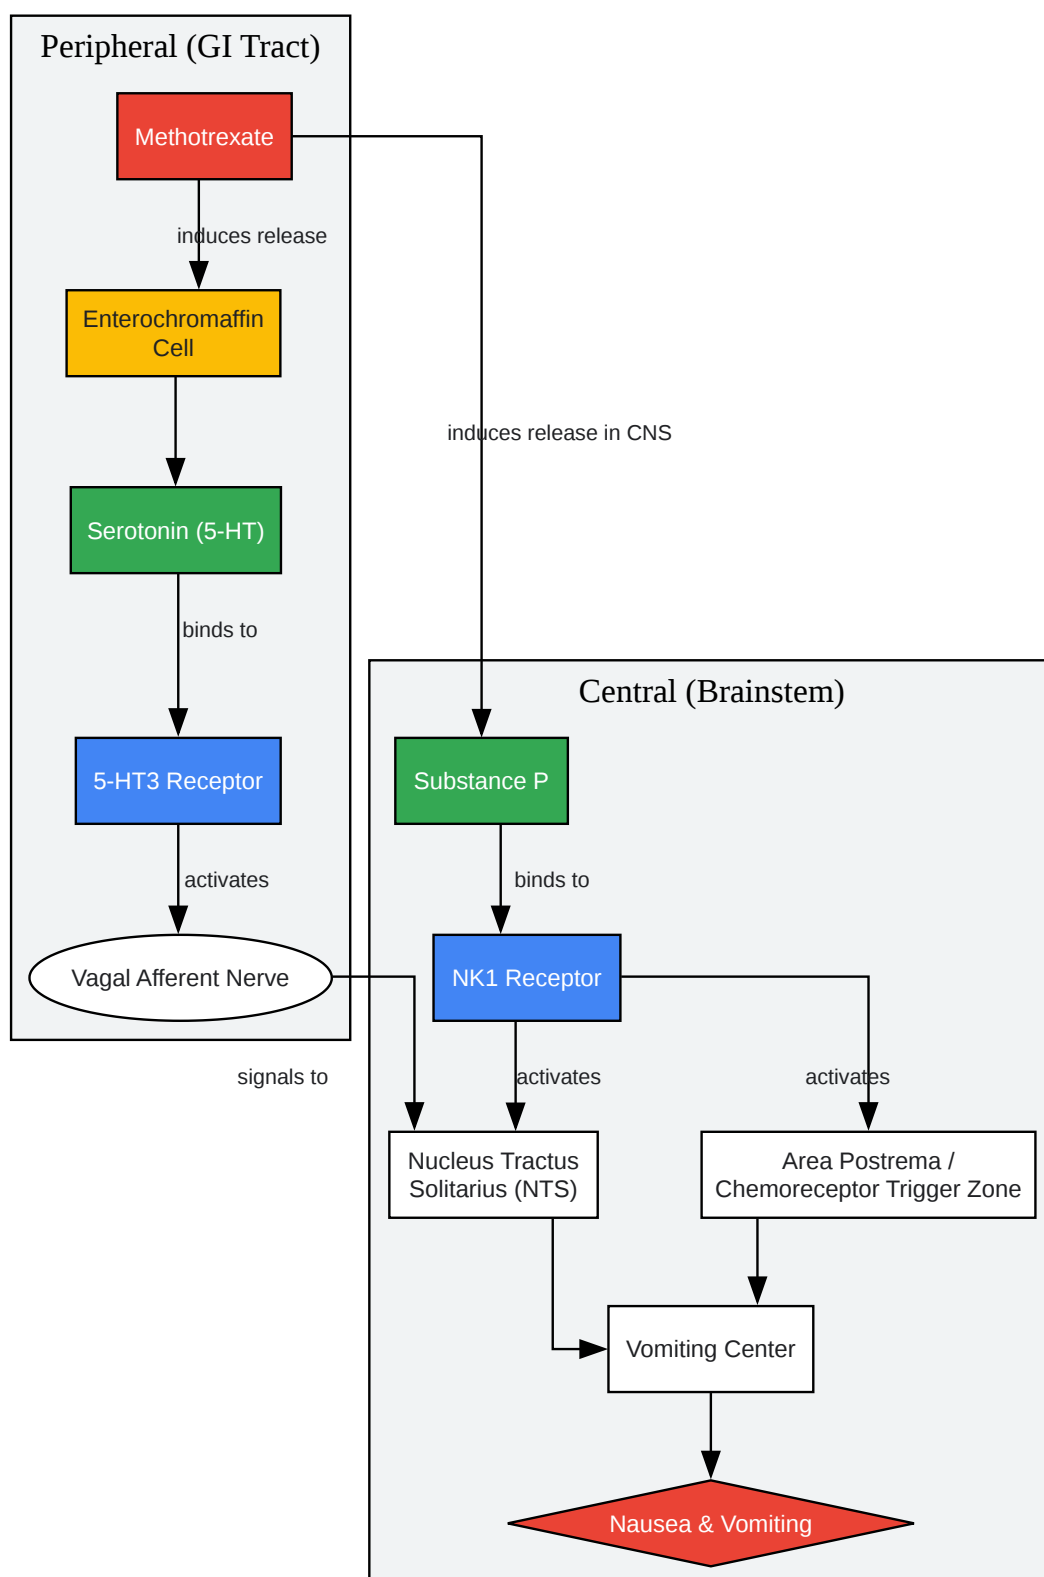 Peripheral (GI Tract)
Methotrexate
induces release
Enterochromaffin
Cell
induces release in CNS
Serotonin (5-HT)
binds to
Central (Brainstem)
5-HT3 Receptor
Substance P
activates
binds to
Vagal Afferent Nerve
NK1 Receptor
signals to
activates
activates
Nucleus Tractus
Solitarius (NTS)
Area Postrema /
Chemoreceptor Trigger Zone
Vomiting Center
Nausea & Vomiting